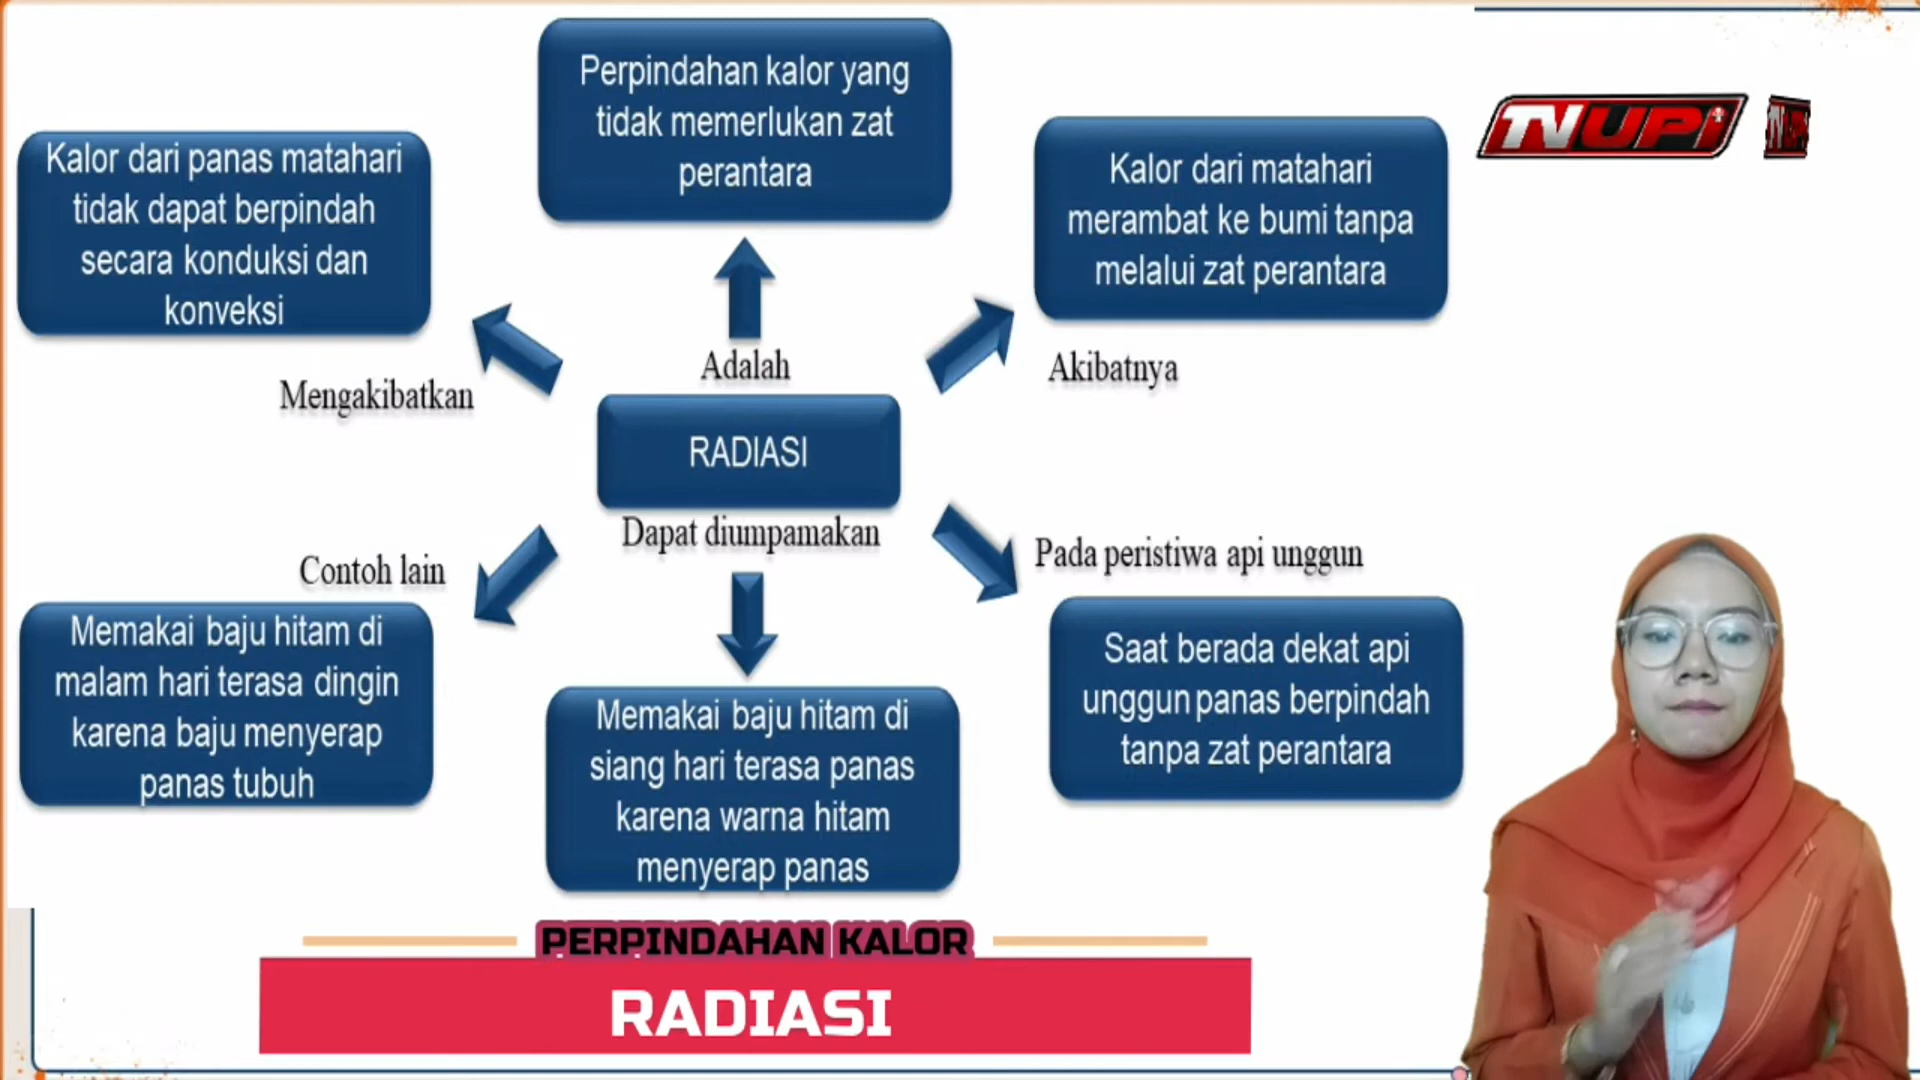 Perpindahan kalor yang
tidak memerlukan zat
perantara
TVUPI
TVUPI
Kalor dari panas matahari
tidak dapat berpindah
secara konduksi dan
konveksi
Kalor dari matahari
merambat ke bumi tanpa
melalui zat perantara
Mengakibatkan
Adalah
Akibatnya
RADIASI
Dapat diumpamakan
Contoh lain
Pada peristiwa api unggun
Memakai baju hitam di
malam hari terasa dingin
karena baju menyerap
panas tubuh
Memakai baju hitam di
siang hari terasa panas
karena warna hitam
menyerap panas
Saat berada dekat api
unggun panas berpindah
tanpa zat perantara
PERPINDAHAN KALOR
RADIASI